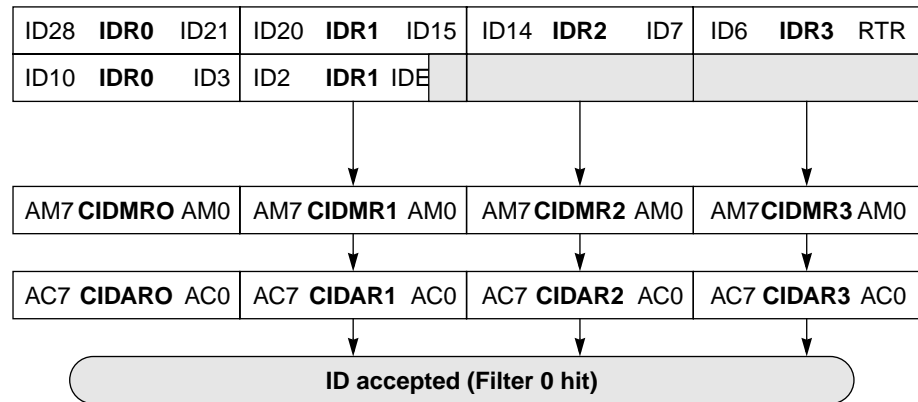 ID28 IDR0 ID21 ID20 IDR1 ID15 ID14 IDR2 ID7 ID6 IDR3 RTR
ID10 IDR0 ID3 ID2 IDR1 IDE
AM7 CIDMRO AM0 AM7 CIDMR1 AM0 AM7 CIDMR2 AM0 AM7 CIDMR3 AM0
AC7 CIDARO AC0 AC7 CIDAR1 AC0 AC7 CIDAR2 AC0 AC7 CIDAR3 AC0
ID accepted (Filter 0 hit)